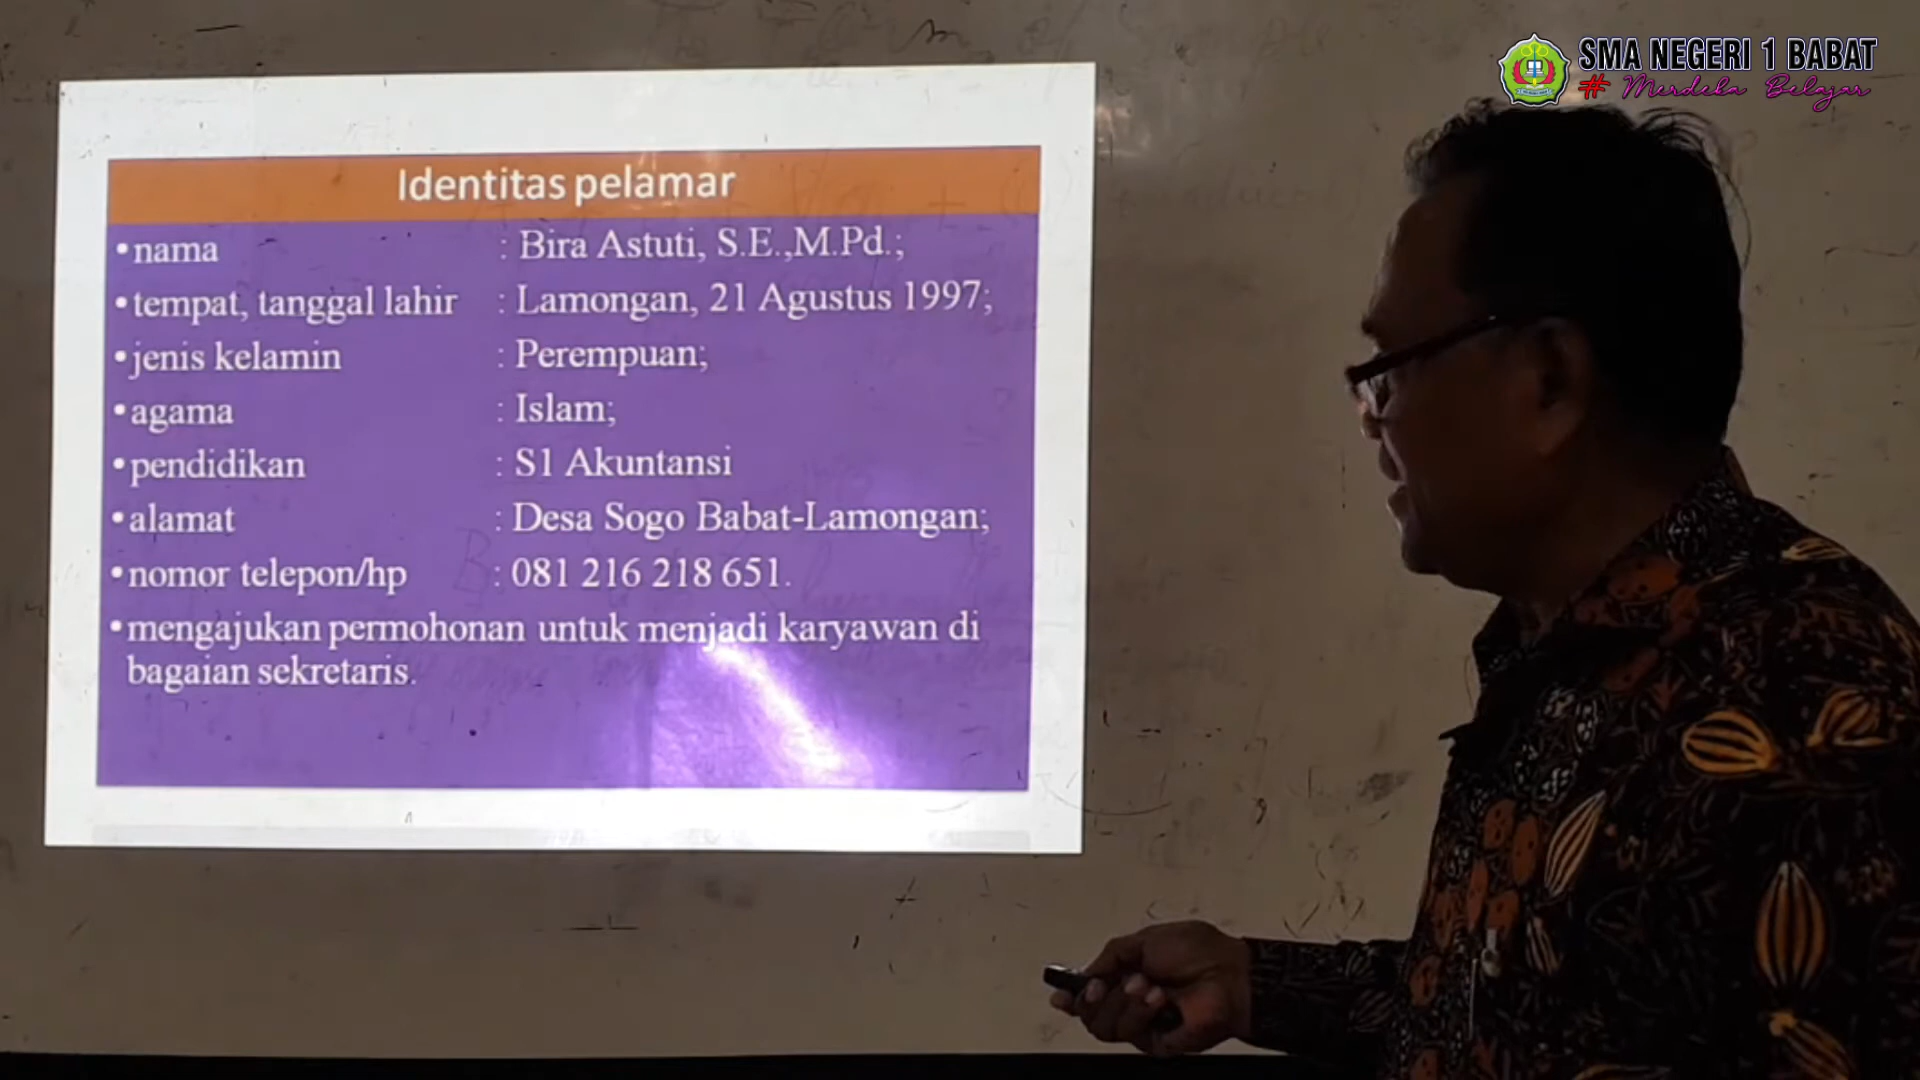 SMA NEGERI 1 BABAT
# Merdeka Belajar
Identitas pelamar
•nama : Bira Astuti, S.E.,M.Pd.;
•tempat, tanggal lahir : Lamongan, 21 Agustus 1997;
•jenis kelamin : Perempuan;
•agama : Islam;
•pendidikan : S1 Akuntansi
•alamat : Desa Sogo Babat-Lamongan;
•nomor telepon/hp : 081 216 218 651.
•mengajukan permohonan untuk menjadi karyawan di
bagaian sekretaris.